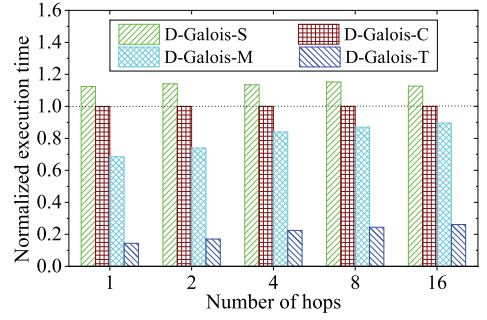 D-Galois-S D-Galois-C
D-Galois-M D-Galois-T
Normalized execution time
1.6
1.4
1.2
1.0
0.8
0.6
0.4
0.2
0.0
1 2 4 8 16
Number of hops